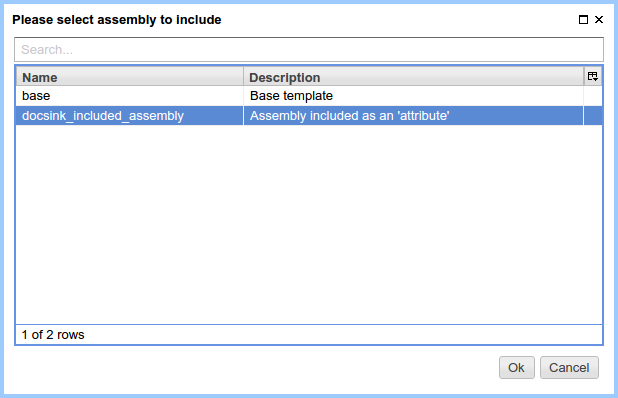 Please select assembly to include
Search...
Name Description
base Base template
docsink_included_assembly Assembly included as an 'attribute'
1 of 2 rows
Ok Cancel